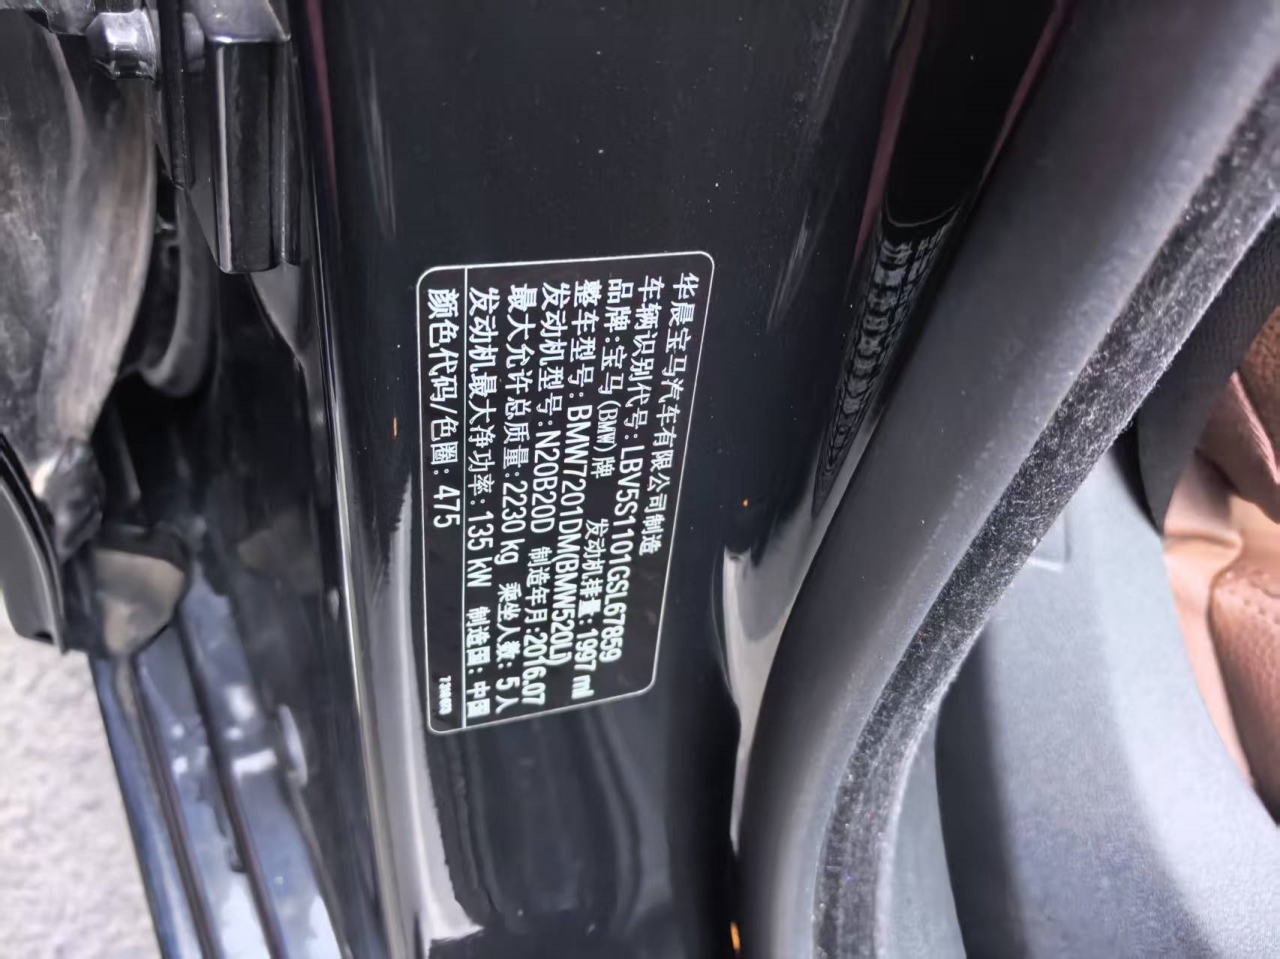 华晨宝马汽车有限公司制造
车辆识别代号:LBV5S1101GSL67859
品牌:宝马(BMW)牌 发动机排量:1997 ml
整车型号:BMW7201DM(BMW520Li)
发动机型号:N20B20D 制造年月:2016.07
最大允许总质量:2230 kg 乘坐人数:5人
发动机最大净功率:135 kW 制造国:中国
颜色代码/色圈:475